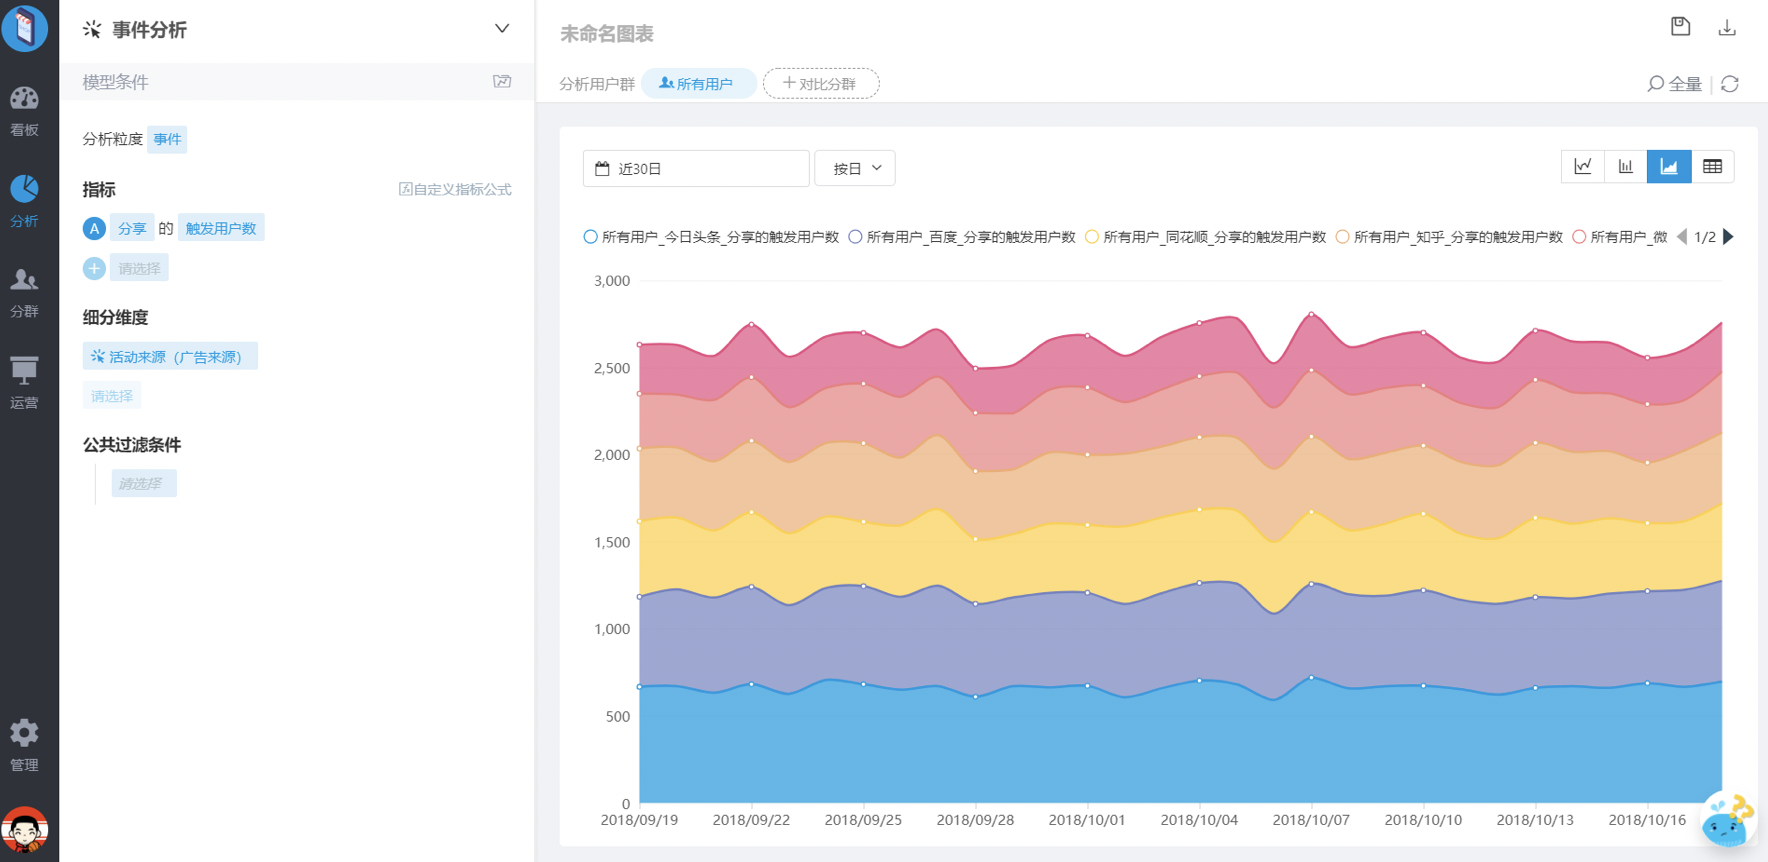 事件分析
模型条件
分析粒度 事件
指标 自定义指标公式
A 分享 的 触发用户数
请选择
细分维度
活动来源（广告来源）
请选择
公共过滤条件
请选择
看板
分析
分群
运营
管理
未命名图表
分析用户群 所有用户 对比分群
全量
近30日 按日
所有用户_今日头条_分享的触发用户数 所有用户_百度_分享的触发用户数 所有用户_同花顺_分享的触发用户数 所有用户_知乎_分享的触发用户数 所有用户_微 1/2
3,000
2,500
2,000
1,500
1,000
500
0
2018/09/19 2018/09/22 2018/09/25 2018/09/28 2018/10/01 2018/10/04 2018/10/07 2018/10/10 2018/10/13 2018/10/16